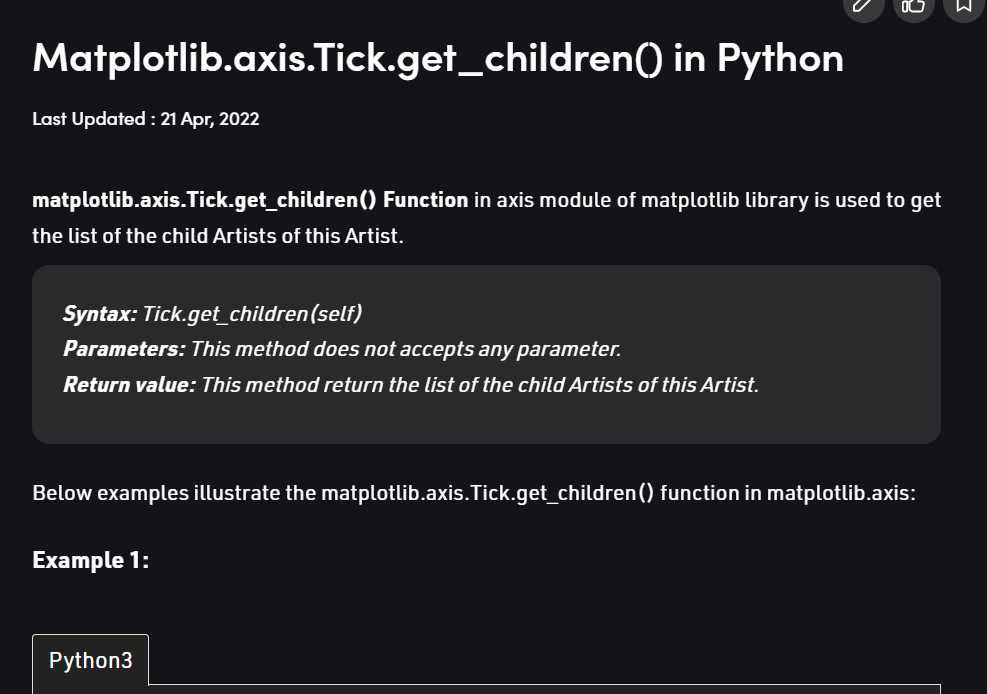 Matplotlib.axis.Tick.get_children() in Python
Last Updated : 21 Apr, 2022
matplotlib.axis.Tick.get_children() Function in axis module of matplotlib library is used to get
the list of the child Artists of this Artist.
Syntax: Tick.get_children(self)
Parameters: This method does not accepts any parameter.
Return value: This method return the list of the child Artists of this Artist.
Below examples illustrate the matplotlib.axis.Tick.get_children() function in matplotlib.axis:
Example 1:
Python3